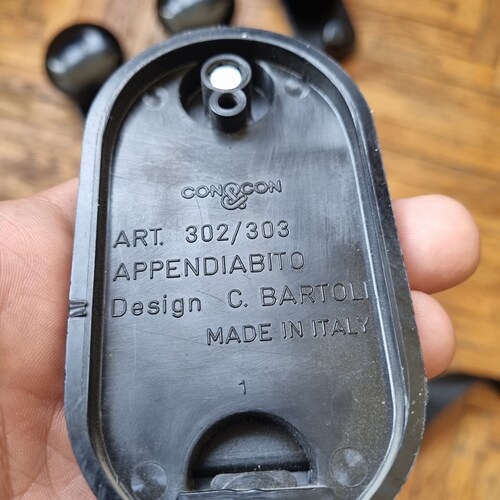 CON&CON
ART. 302/303
APPENDIABITO
Design C. BARTOLI
MADE IN ITALY
1